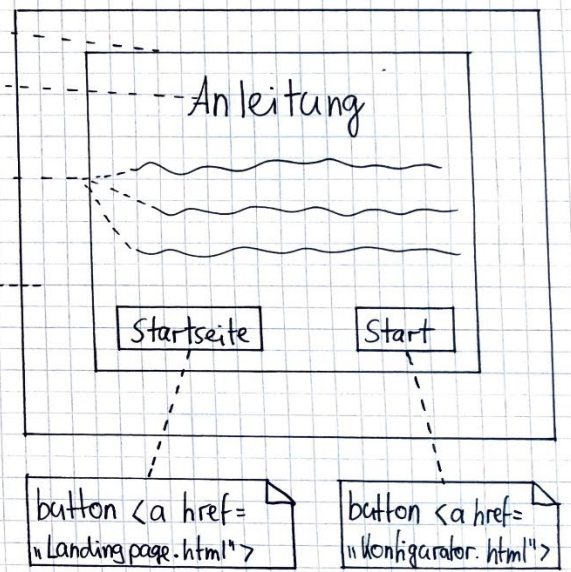 Anleitung
Startseite
Start
button <a href=
„Landingpage.html">
button <a href=
„Konfigurator.html">